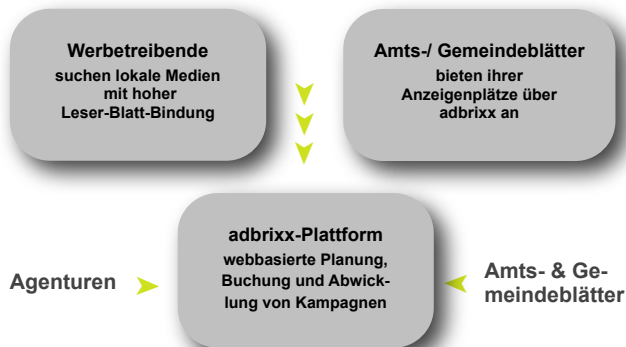 Werbetreibende
suchen lokale Medien
mit hoher
Leser-Blatt-Bindung
Amts-/ Gemeindeblätter
bieten ihrer
Anzeigenplätze über
adbrixx an
adbrixx-Plattform
webbasierte Planung,
Buchung und Abwick-
lung von Kampagnen
Agenturen
Amts- & Ge-
meindeblätter